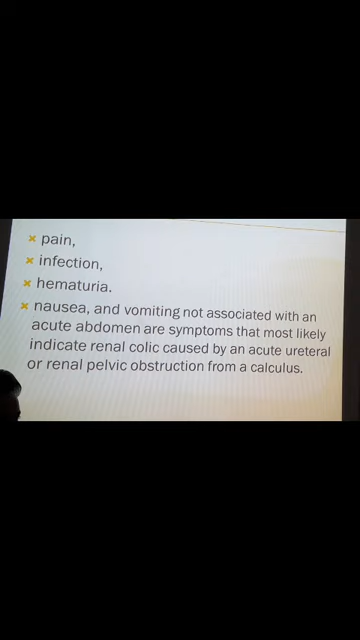 × pain,
× infection,
× hematuria.
× nausea, and vomiting not associated with an
acute abdomen are symptoms that most likely
indicate renal colic caused by an acute ureteral
or renal pelvic obstruction from a calculus.